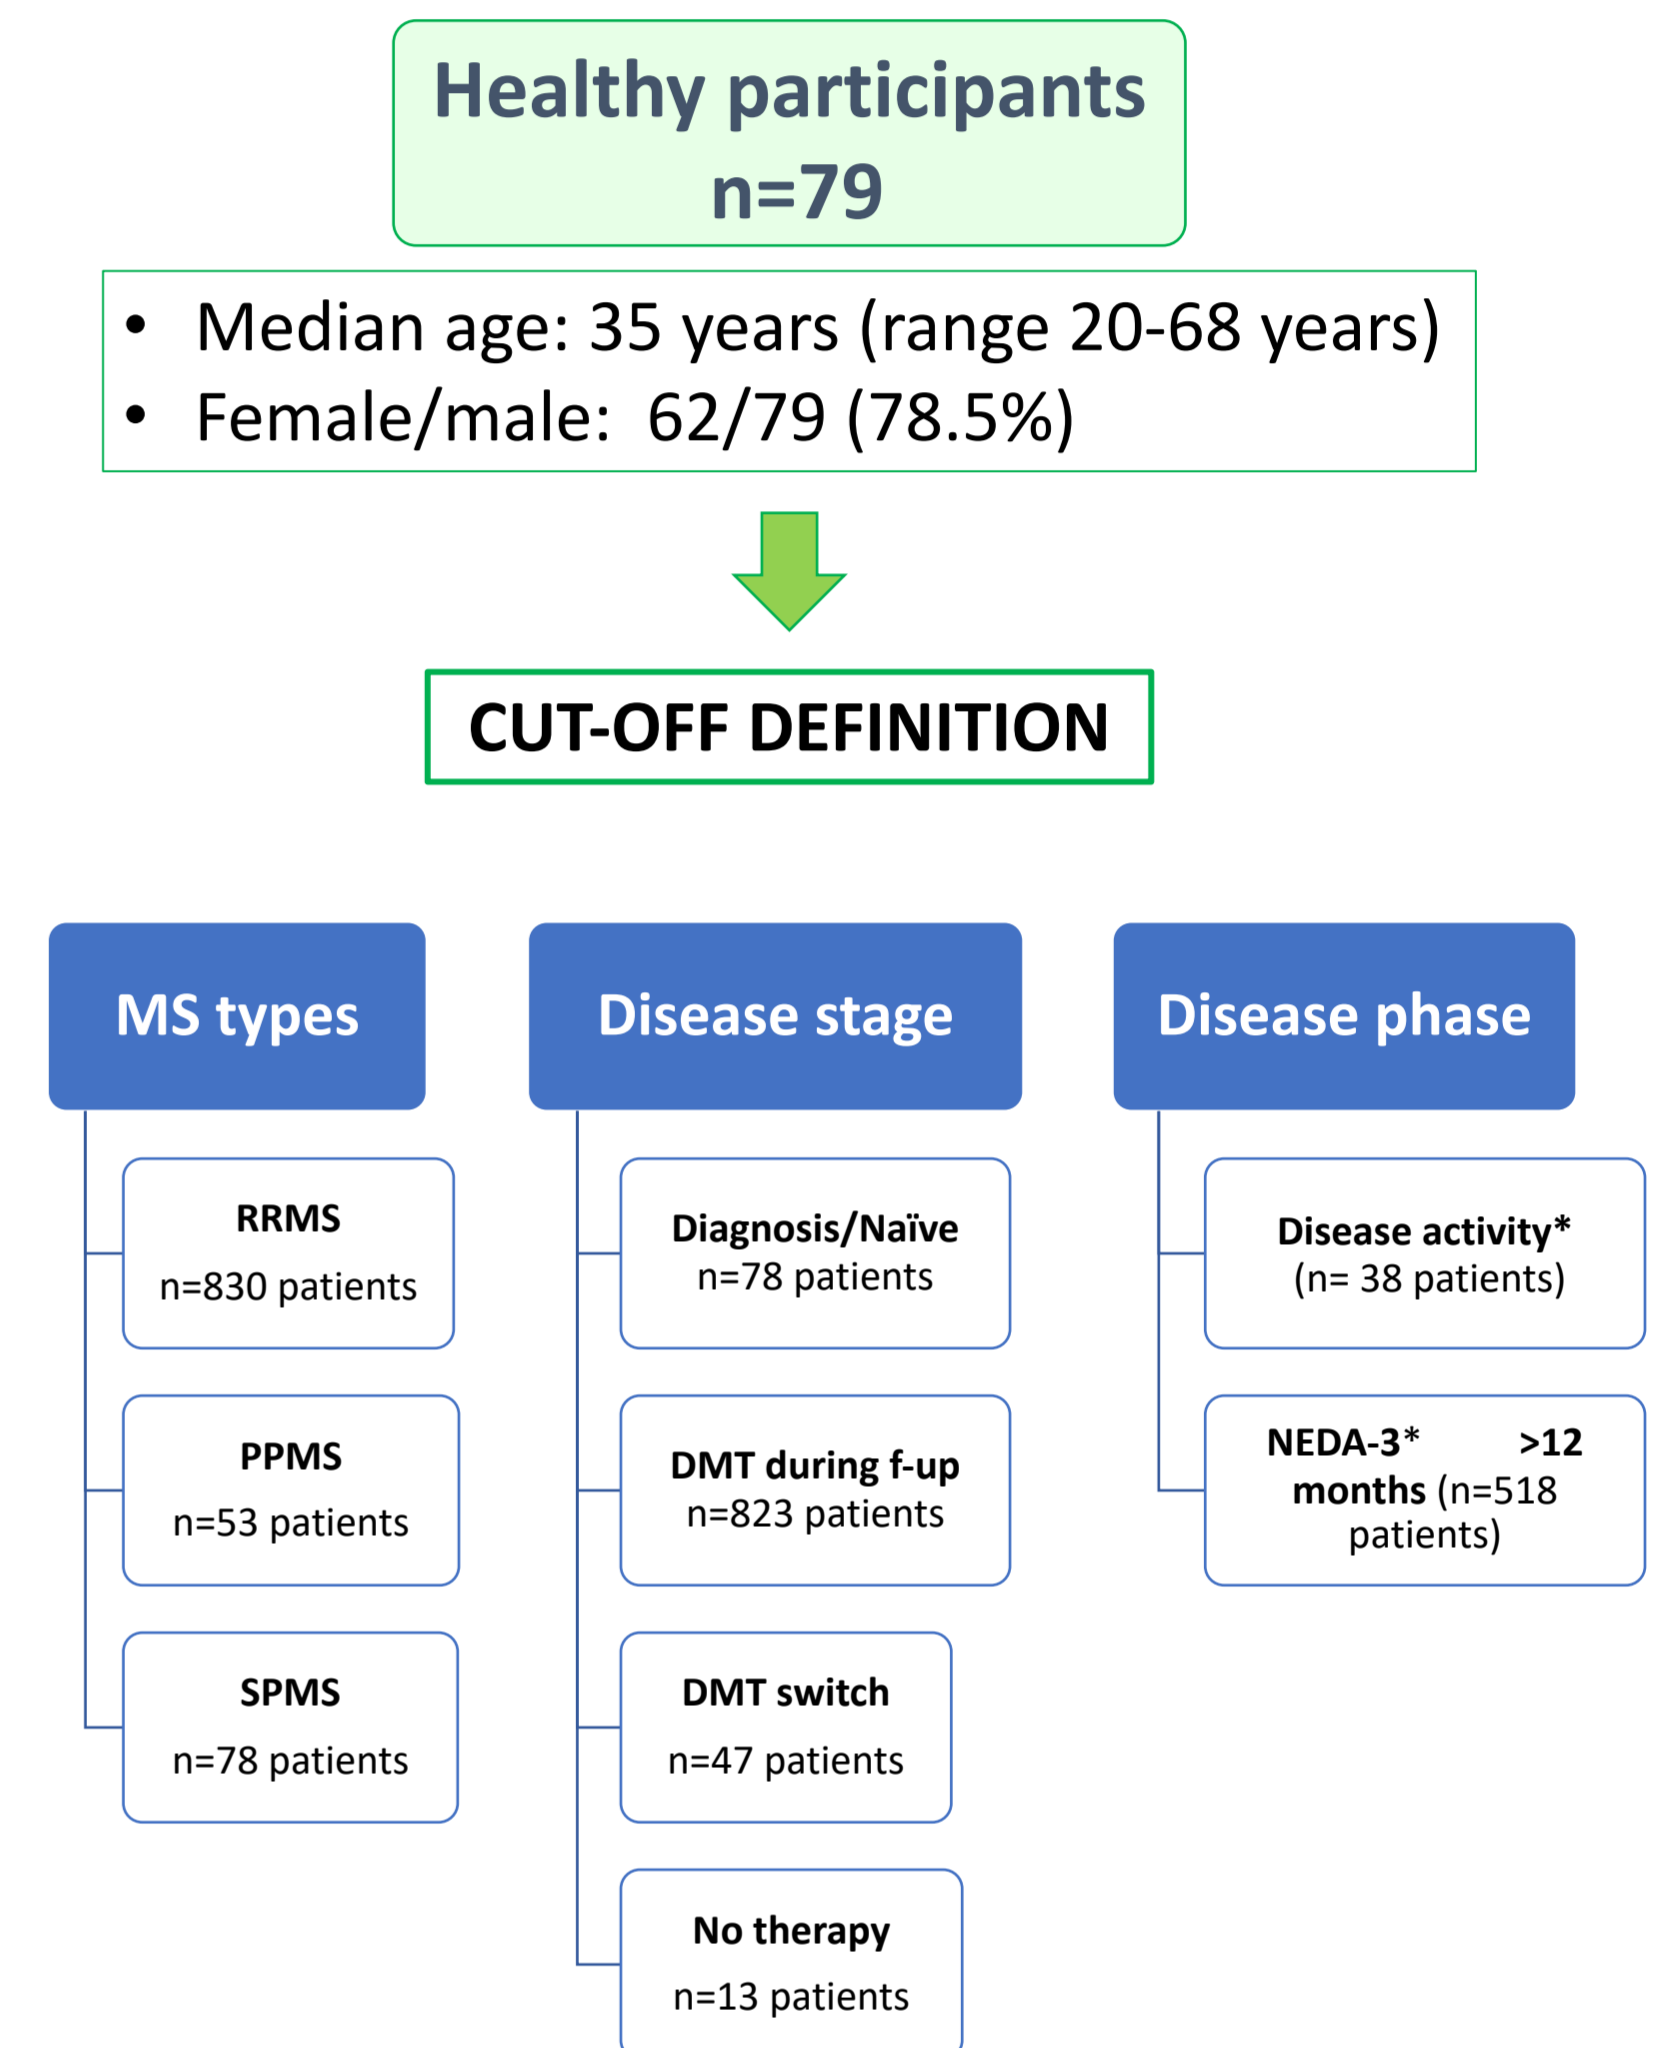 Healthy participants
n=79
• Median age: 35 years (range 20-68 years)
• Female/male: 62/79 (78.5%)
CUT-OFF DEFINITION
MS types
RRMS
n=830 patients
PPMS
n=53 patients
SPMS
n=78 patients
Disease stage
Diagnosis/Naïve
n=78 patients
DMT during f-up
n=823 patients
DMT switch
n=47 patients
No therapy
n=13 patients
Disease phase
Disease activity*
(n= 38 patients)
NEDA-3* >12
months (n=518
patients)